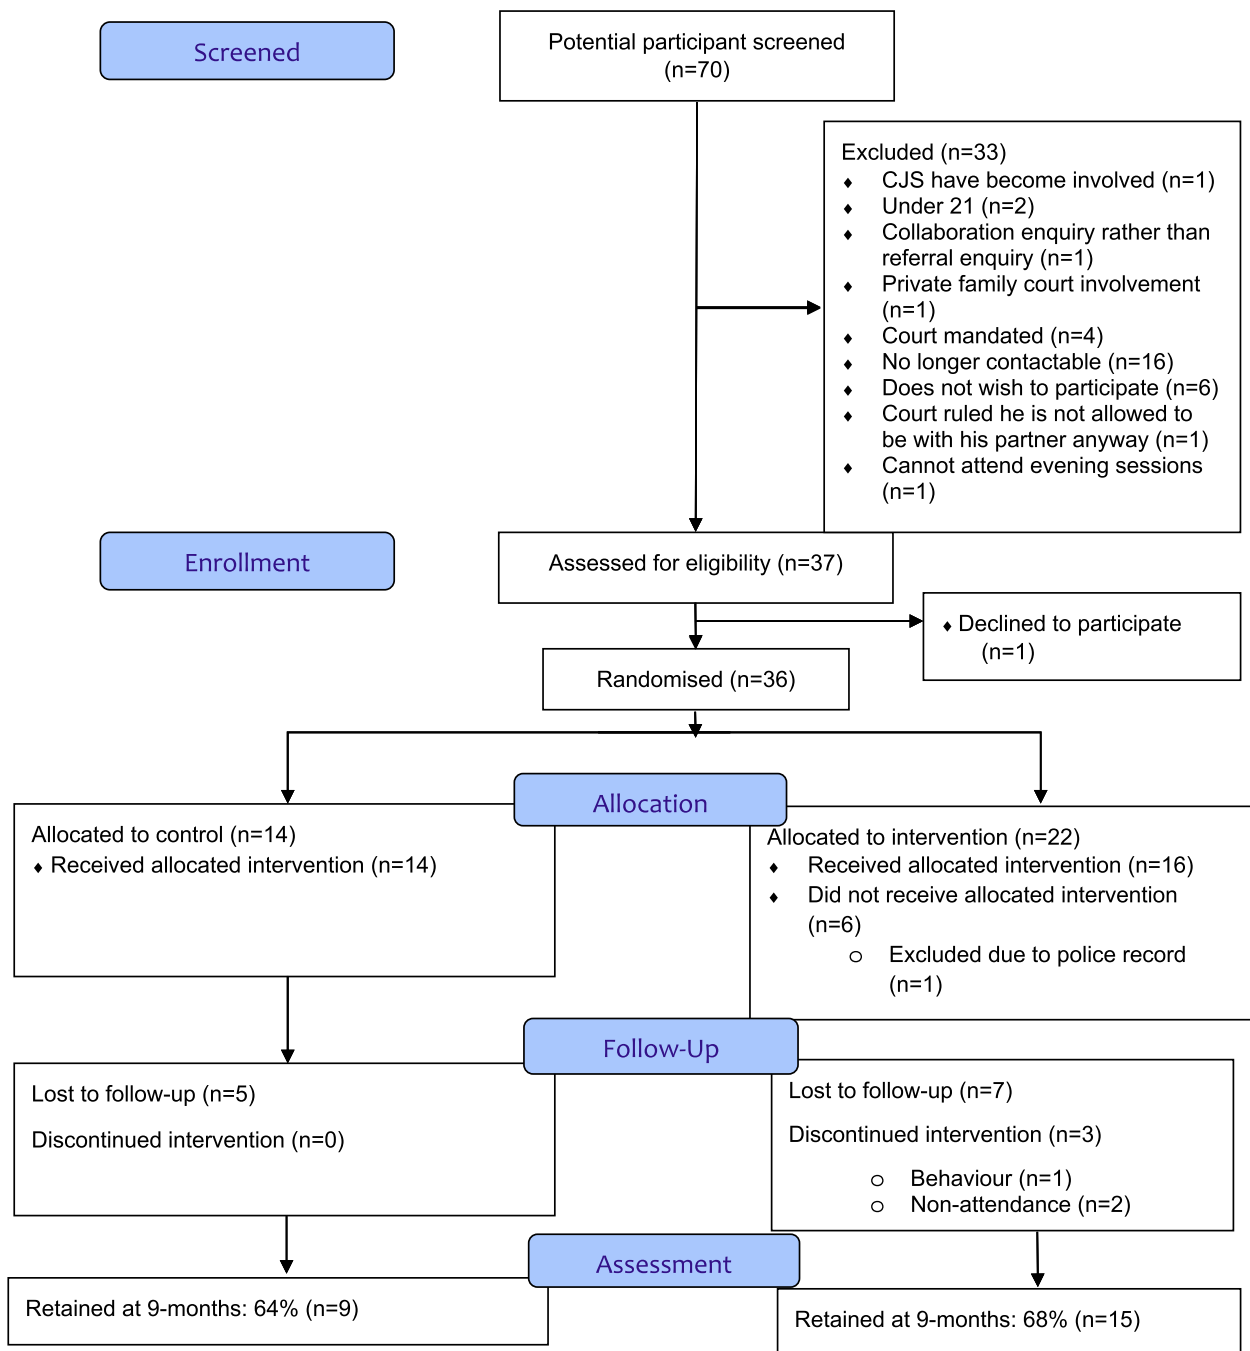 Screened
Potential participant screened
(n=70)
Excluded (n=33)
♦ CJS have become involved (n=1)
♦ Under 21 (n=2)
♦ Collaboration enquiry rather than
referral enquiry (n=1)
♦ Private family court involvement
(n=1)
♦ Court mandated (n=4)
♦ No longer contactable (n=16)
♦ Does not wish to participate (n=6)
♦ Court ruled he is not allowed to
be with his partner anyway (n=1)
♦ Cannot attend evening sessions
(n=1)
Enrollment
Assessed for eligibility (n=37)
♦ Declined to participate
(n=1)
Randomised (n=36)
Allocation
Allocated to control (n=14)
♦ Received allocated intervention (n=14)
Allocated to intervention (n=22)
♦ Received allocated intervention (n=16)
♦ Did not receive allocated intervention
(n=6)
o Excluded due to police record
(n=1)
Follow-Up
Lost to follow-up (n=5)
Discontinued intervention (n=0)
Lost to follow-up (n=7)
Discontinued intervention (n=3)
o Behaviour (n=1)
o Non-attendance (n=2)
Assessment
Retained at 9-months: 64% (n=9)
Retained at 9-months: 68% (n=15)